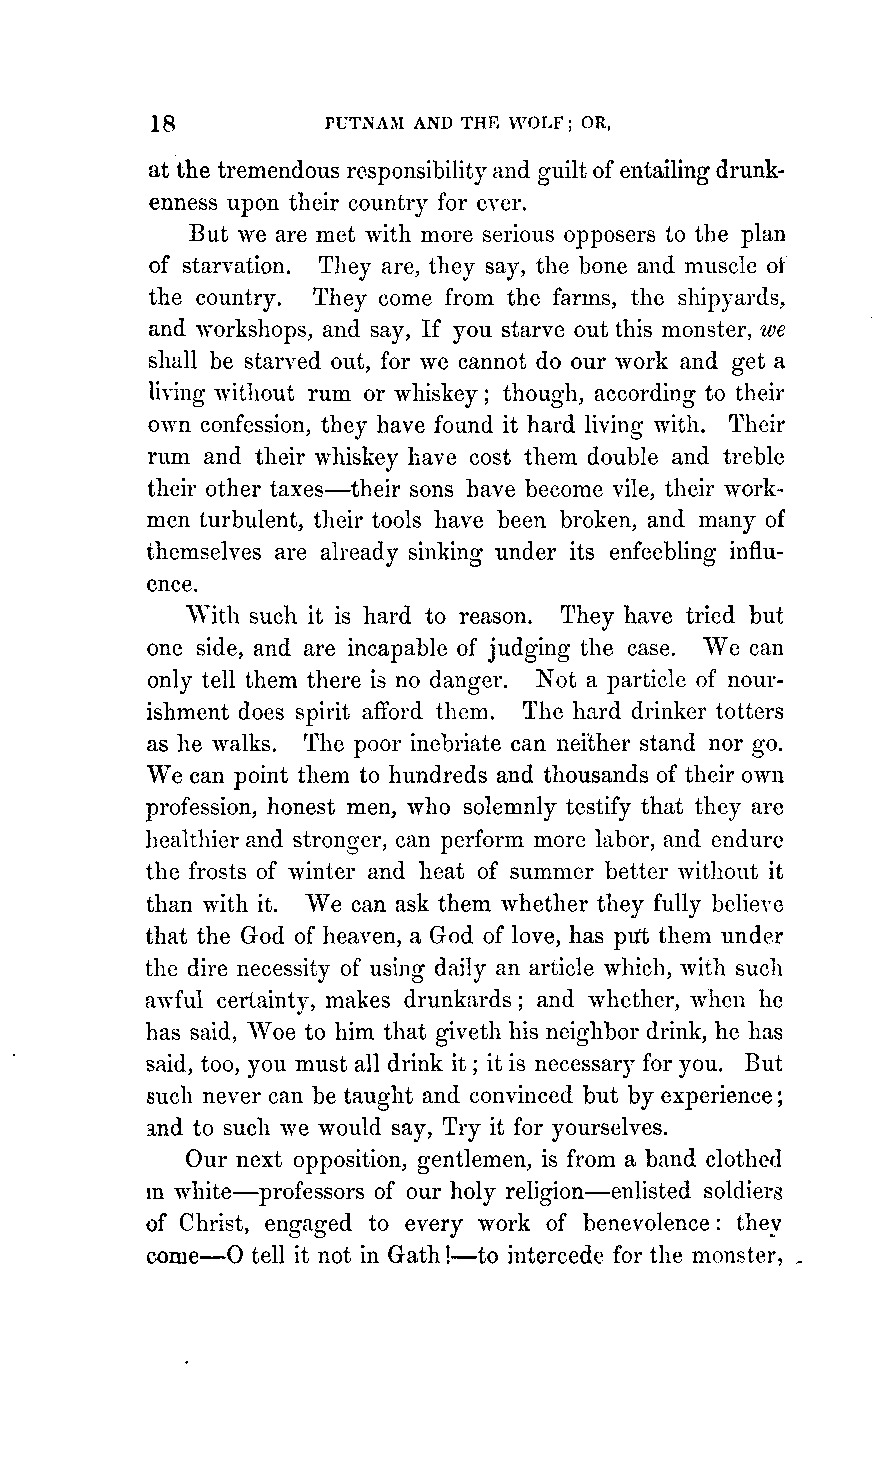 18 PUTNAM AND THE WOLF; OR,
at the tremendous responsibility and guilt of entailing drunk-
enness upon their country for ever.
But we are met with more serious opposers to the plan
of starvation. They are, they say, the bone and muscle of
the country. They come from the farms, the shipyards,
and workshops, and say, If you starve out this monster, we
shall be starved out, for we cannot do our work and get a
living without rum or whiskey; though, according to their
own confession, they have found it hard living with. Their
rum and their whiskey have cost them double and treble
their other taxes—their sons have become vile, their work-
men turbulent, their tools have been broken, and many of
themselves are already sinking under its enfeebling influ-
ence.
With such it is hard to reason. They have tried but
one side, and are incapable of judging the case. We can
only tell them there is no danger. Not a particle of nour-
ishment does spirit afford them. The hard drinker totters
as he walks. The poor inebriate can neither stand nor go.
We can point them to hundreds and thousands of their own
profession, honest men, who solemnly testify that they are
healthier and stronger, can perform more labor, and endure
the frosts of winter and heat of summer better without it
than with it. We can ask them whether they fully believe
that the God of heaven, a God of love, has put them under
the dire necessity of using daily an article which, with such
awful certainty, makes drunkards; and whether, when he
has said, Woe to him that giveth his neighbor drink, he has
said, too, you must all drink it; it is necessary for you. But
such never can be taught and convinced but by experience;
and to such we would say, Try it for yourselves.
Our next opposition, gentlemen, is from a band clothed
in white—professors of our holy religion—enlisted soldiers
of Christ, engaged to every work of benevolence: they
come—O tell it not in Gath!—to intercede for the monster,